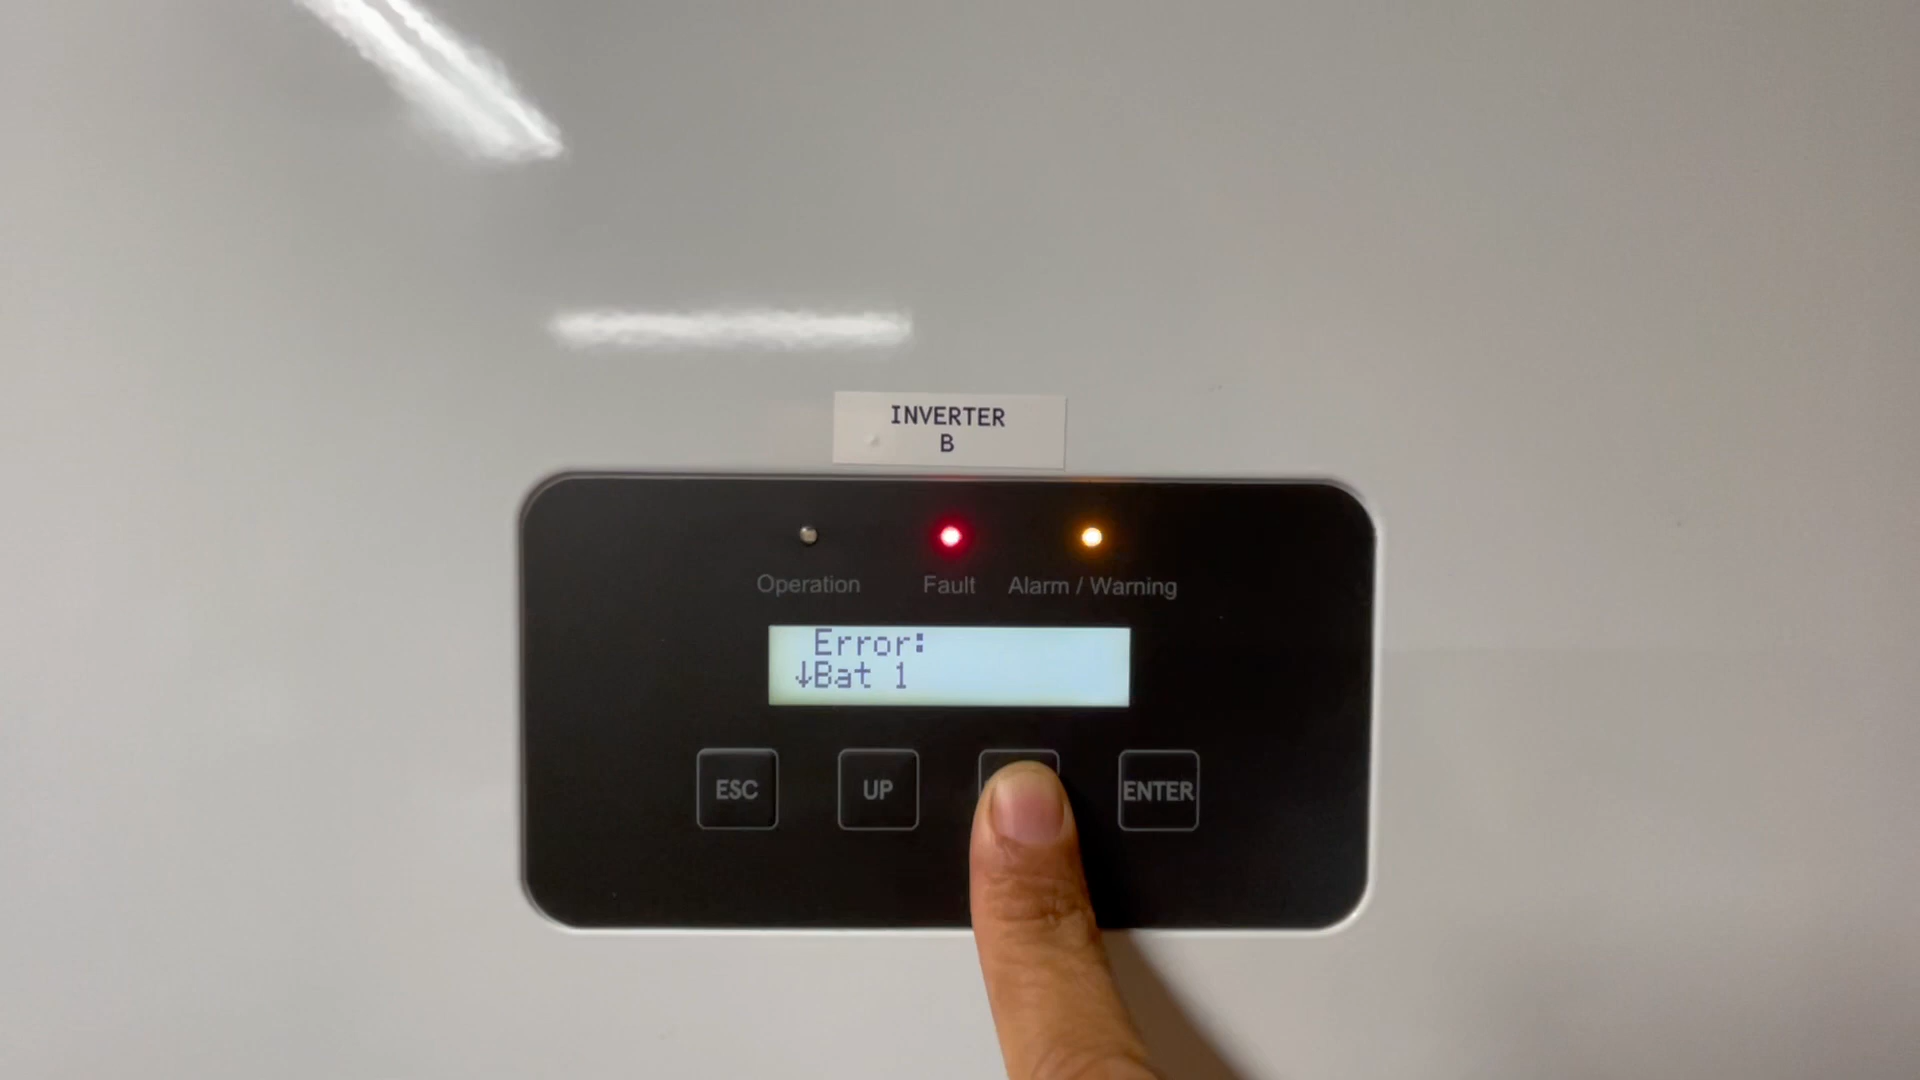 INVERTER
B
Operation Fault Alarm / Warning
Error:
↓Bat 1
ESC UP ENTER